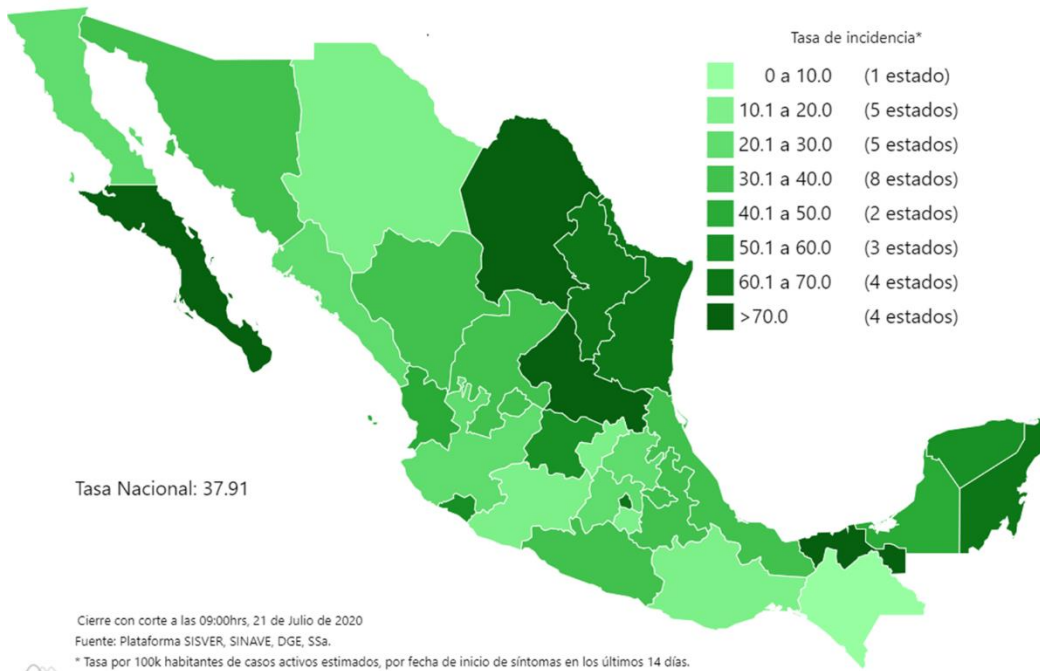 Tasa de incidencia*
0 a 10.0 (1 estado)
10.1 a 20.0 (5 estados)
20.1 a 30.0 (5 estados)
30.1 a 40.0 (8 estados)
40.1 a 50.0 (2 estados)
50.1 a 60.0 (3 estados)
60.1 a 70.0 (4 estados)
>70.0 (4 estados)
Tasa Nacional: 37.91
Cierre con corte a las 09:00hrs, 21 de Julio de 2020
Fuente: Plataforma SISVER, SINAVE, DGE, SSa.
* Tasa por 100k habitantes de casos activos estimados, por fecha de inicio de síntomas en los últimos 14 días.